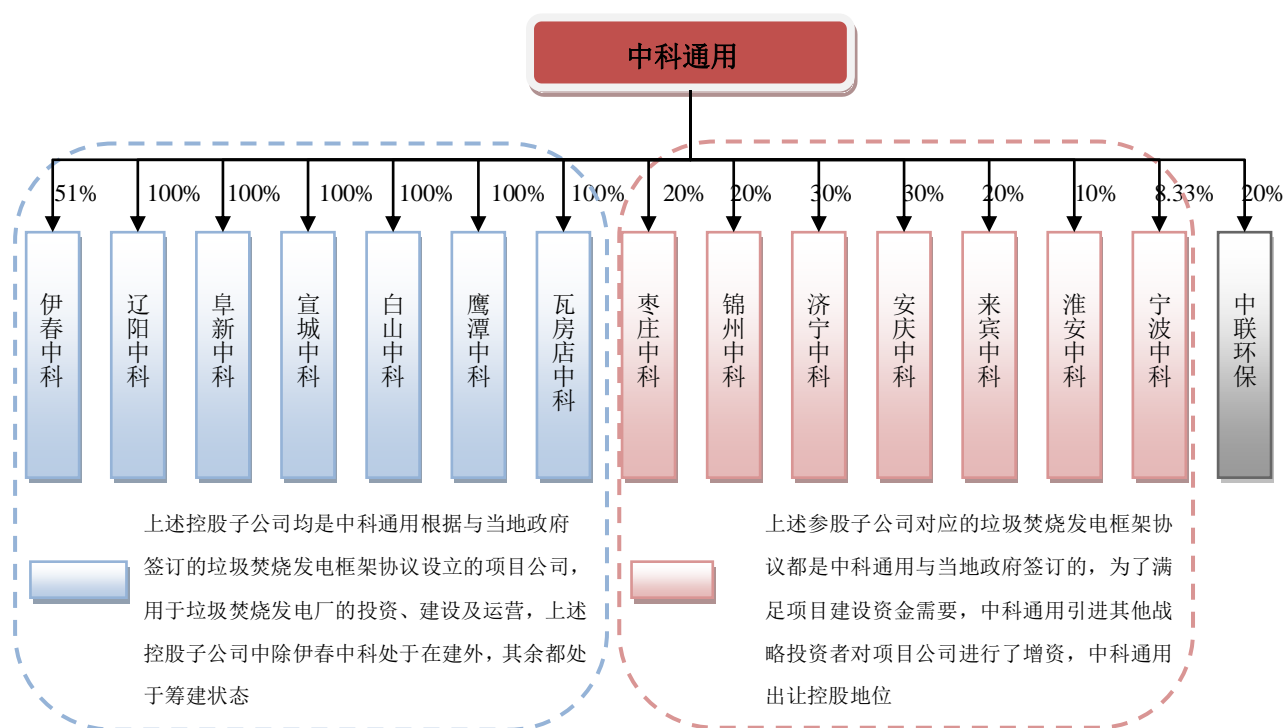 中科通用
51%
100%
100%
100%
100%
100%
100%
20%
20%
30%
30%
20%
10%
8.33%
20%
伊春中科
辽阳中科
阜新中科
宣城中科
白山中科
鹰潭中科
瓦房店中科
枣庄中科
锦州中科
济宁中科
安庆中科
来宾中科
淮安中科
宁波中科
中联环保
上述控股子公司均是中科通用根据与当地政府
签订的垃圾焚烧发电框架协议设立的项目公司，
用于垃圾焚烧发电厂的投资、建设及运营，上述
控股子公司中除伊春中科处于在建外，其余都处
于筹建状态
上述参股子公司对应的垃圾焚烧发电框架协
议都是中科通用与当地政府签订的，为了满
足项目建设资金需要，中科通用引进其他战
略投资者对项目公司进行了增资，中科通用
出让控股地位